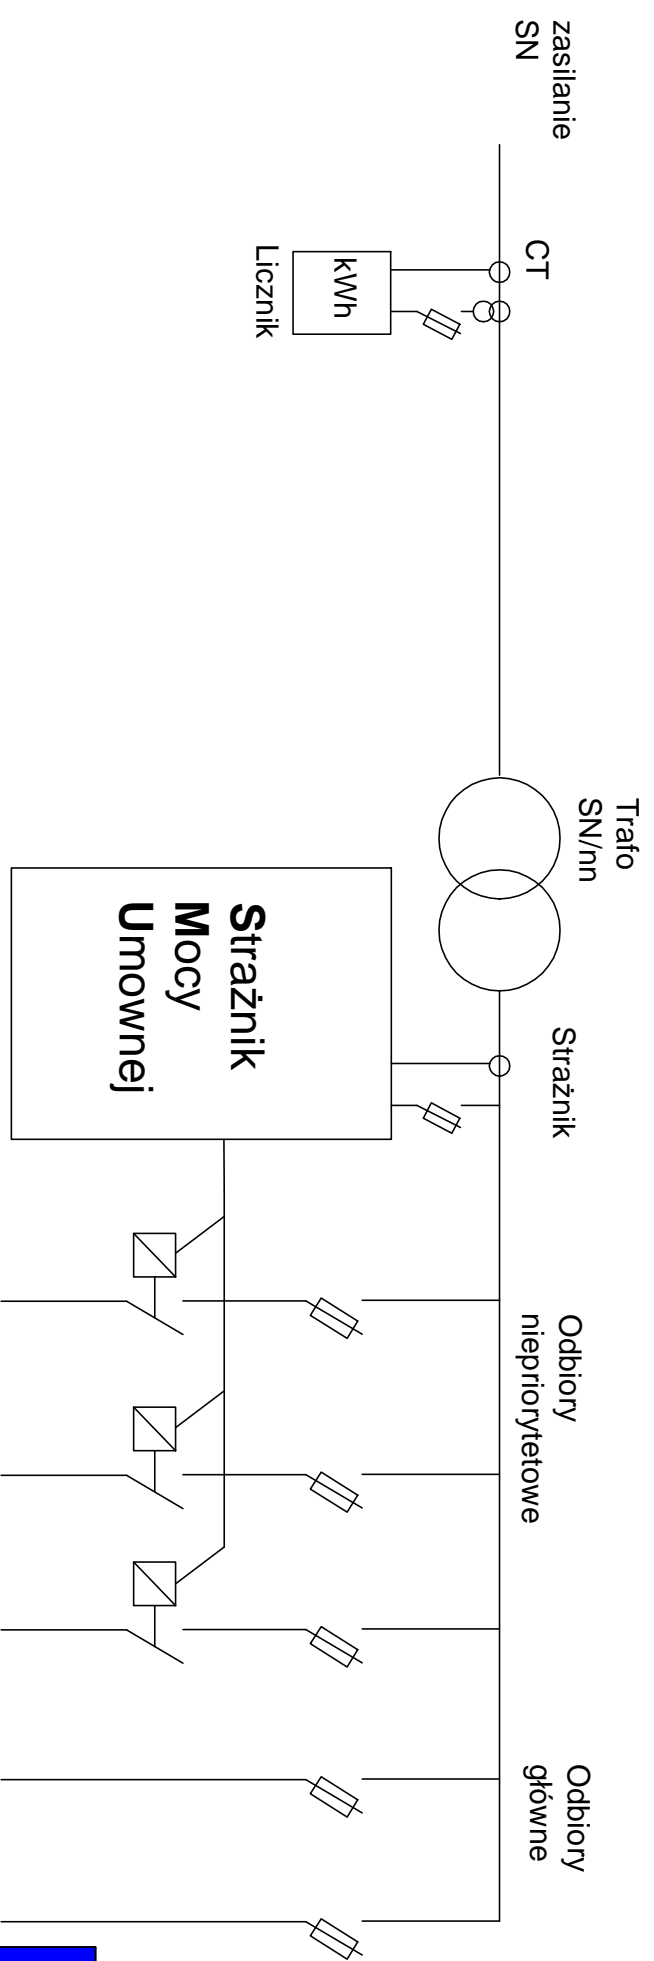 zasilanie
SN
CT
kWh
Licznik
Trafo
SN/nn
Strażnik
Strażnik
Mocy
Umownej
Odbiory
niepriorytetowe
Odbiory
główne